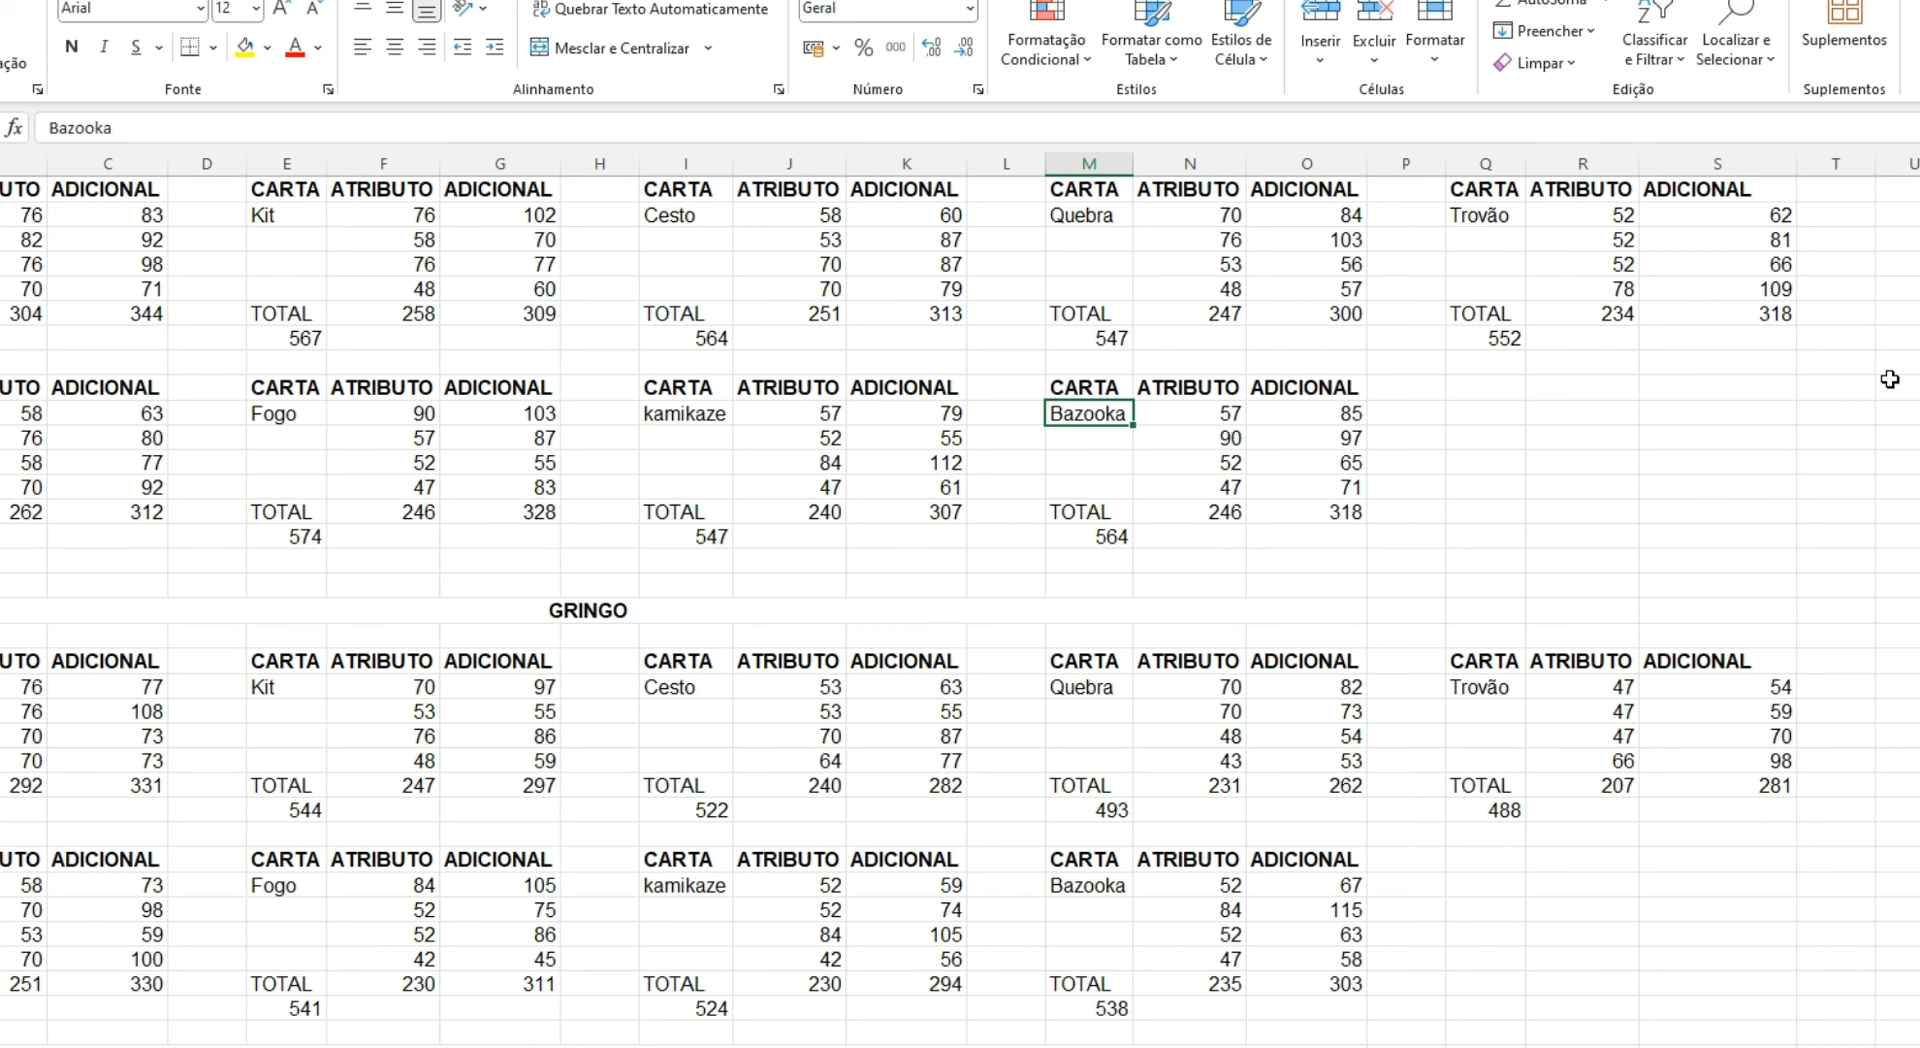 Arial 12 A A ab Quebrar Texto Automaticamente Geral AutoSoma
N I S A Mesclar e Centralizar % 000 Formatação Condicional Formatar como Tabela Estilos de Célula Inserir Excluir Formatar Preencher Limpar Classificar e Filtrar Localizar e Selecionar Suplementos
ação Fonte Alinhamento Número Estilos Células Edição Suplementos
fx Bazooka
C D E F G H I J K L M N O P Q R S T U
UTO ADICIONAL CARTA ATRIBUTO ADICIONAL CARTA ATRIBUTO ADICIONAL CARTA ATRIBUTO ADICIONAL CARTA ATRIBUTO ADICIONAL
76 83 Kit 76 102 Cesto 58 60 Quebra 70 84 Trovão 52 62
82 92 58 70 53 87 76 103 52 81
76 98 76 77 70 87 53 56 52 66
70 71 48 60 70 79 48 57 78 109
304 344 TOTAL 258 309 TOTAL 251 313 TOTAL 247 300 TOTAL 234 318
567 564 547 552
UTO ADICIONAL CARTA ATRIBUTO ADICIONAL CARTA ATRIBUTO ADICIONAL CARTA ATRIBUTO ADICIONAL
58 63 Fogo 90 103 kamikaze 57 79 Bazooka 57 85
76 80 57 87 52 55 90 97
58 77 52 55 84 112 52 65
70 92 47 83 47 61 47 71
262 312 TOTAL 246 328 TOTAL 240 307 TOTAL 246 318
574 547 564
GRINGO
UTO ADICIONAL CARTA ATRIBUTO ADICIONAL CARTA ATRIBUTO ADICIONAL CARTA ATRIBUTO ADICIONAL CARTA ATRIBUTO ADICIONAL
76 77 Kit 70 97 Cesto 53 63 Quebra 70 82 Trovão 47 54
76 108 53 55 53 55 70 73 47 59
70 73 76 86 70 87 48 54 47 70
70 73 48 59 64 77 43 53 66 98
292 331 TOTAL 247 297 TOTAL 240 282 TOTAL 231 262 TOTAL 207 281
544 522 493 488
UTO ADICIONAL CARTA ATRIBUTO ADICIONAL CARTA ATRIBUTO ADICIONAL CARTA ATRIBUTO ADICIONAL
58 73 Fogo 84 105 kamikaze 52 59 Bazooka 52 67
70 98 52 75 52 74 84 115
53 59 52 86 84 105 52 63
70 100 42 45 42 56 47 58
251 330 TOTAL 230 311 TOTAL 230 294 TOTAL 235 303
541 524 538